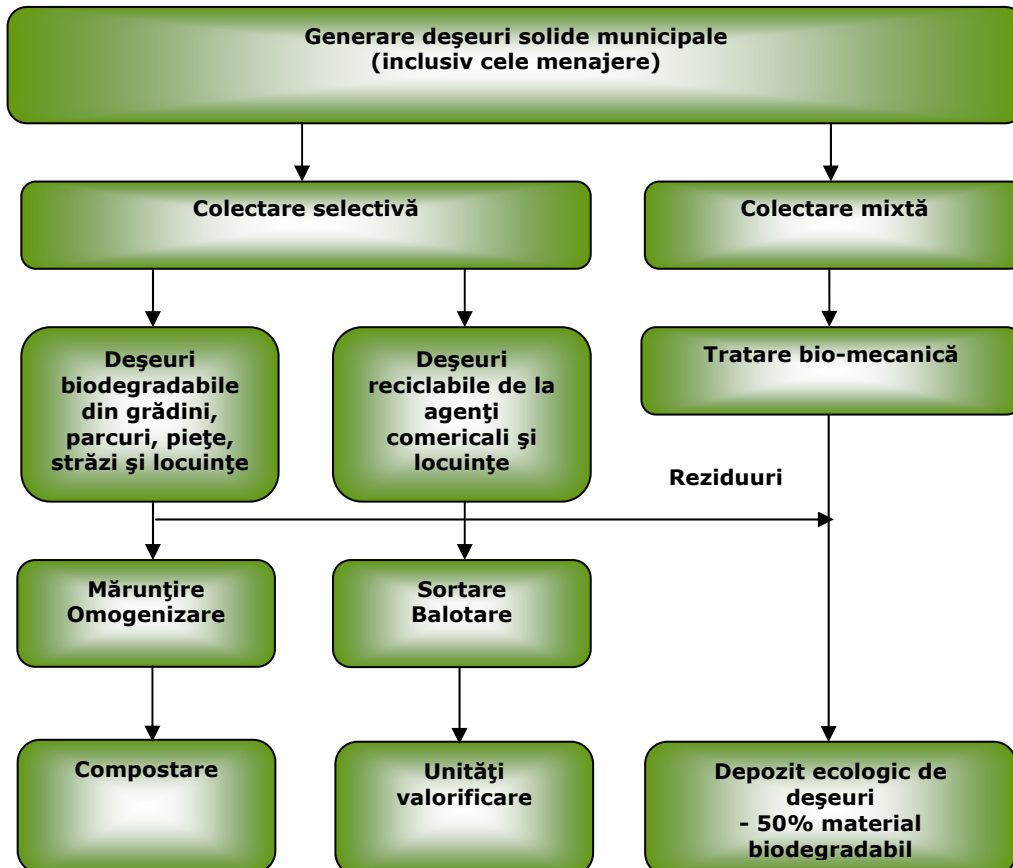 Generare deşeuri solide municipale
(inclusiv cele menajere)
Colectare selectivă
Colectare mixtă
Deşeuri
biodegradabile
din grădini,
parcuri, pieţe,
străzi şi locuinţe
Deşeuri
reciclabile de la
agenţi
comericali şi
locuinţe
Tratare bio-mecanică
Reziduuri
Mărunţire
Omogenizare
Sortare
Balotare
Compostare
Unităţi
valorificare
Depozit ecologic de
deşeuri
- 50% material
biodegradabil